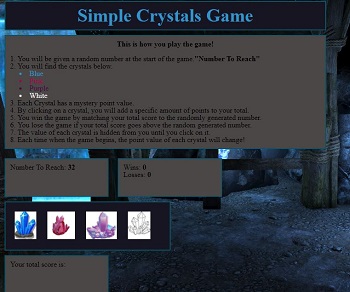 Simple Crystals Game
This is how you play the game!
1. You will be given a random number at the start of the game "Number To Reach"
2. You will find the crystals below:
Blue
Purple
White
3. Each Crystal has a mystery point value.
4. By clicking on a crystal, you will add a specific amount of points to your total.
5. You win the game by matching your total score to the randomly generated number.
6. You lose the game if your total score goes above the random generated number.
7. The value of each crystal is hidden from you until you click on it.
8. Each time when the game begins, the point value of each crystal will change!
Number To Reach: 32
Wins: 0
Losses: 0
Your total score is: